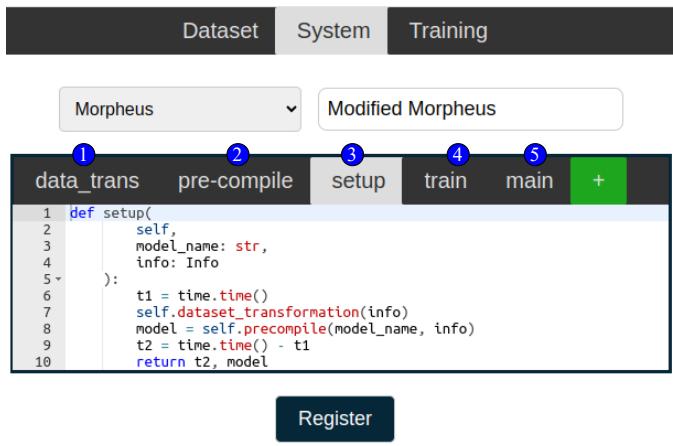 Dataset System Training
Morpheus Modified Morpheus
1 2 3 4 5
data_trans pre-compile setup train main +
1 def setup(
2 self,
3 model_name: str,
4 info: Info
5 ):
6 t1 = time.time()
7 self.dataset_transformation(info)
8 model = self.precompile(model_name, info)
9 t2 = time.time() - t1
10 return t2, model
Register